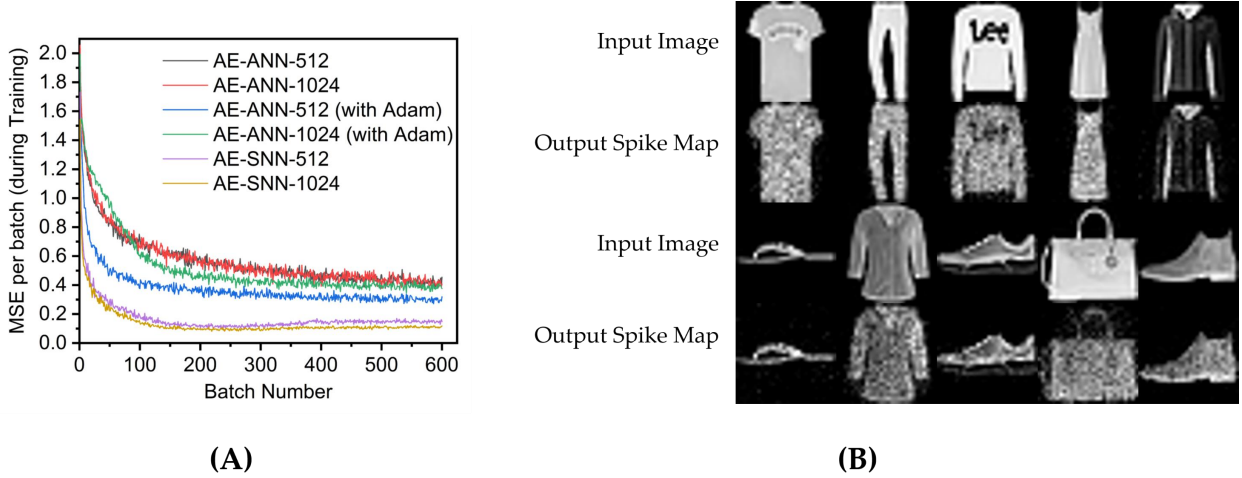 MSE per batch (during Training)
2.0
1.8
1.6
1.4
1.2
1.0
0.8
0.6
0.4
0.2
0.0
AE-ANN-512
AE-ANN-1024
AE-ANN-512 (with Adam)
AE-ANN-1024 (with Adam)
AE-SNN-512
AE-SNN-1024
0 100 200 300 400 500 600
Batch Number
(A)
Input Image
Lee
Output Spike Map
Input Image
Output Spike Map
(B)